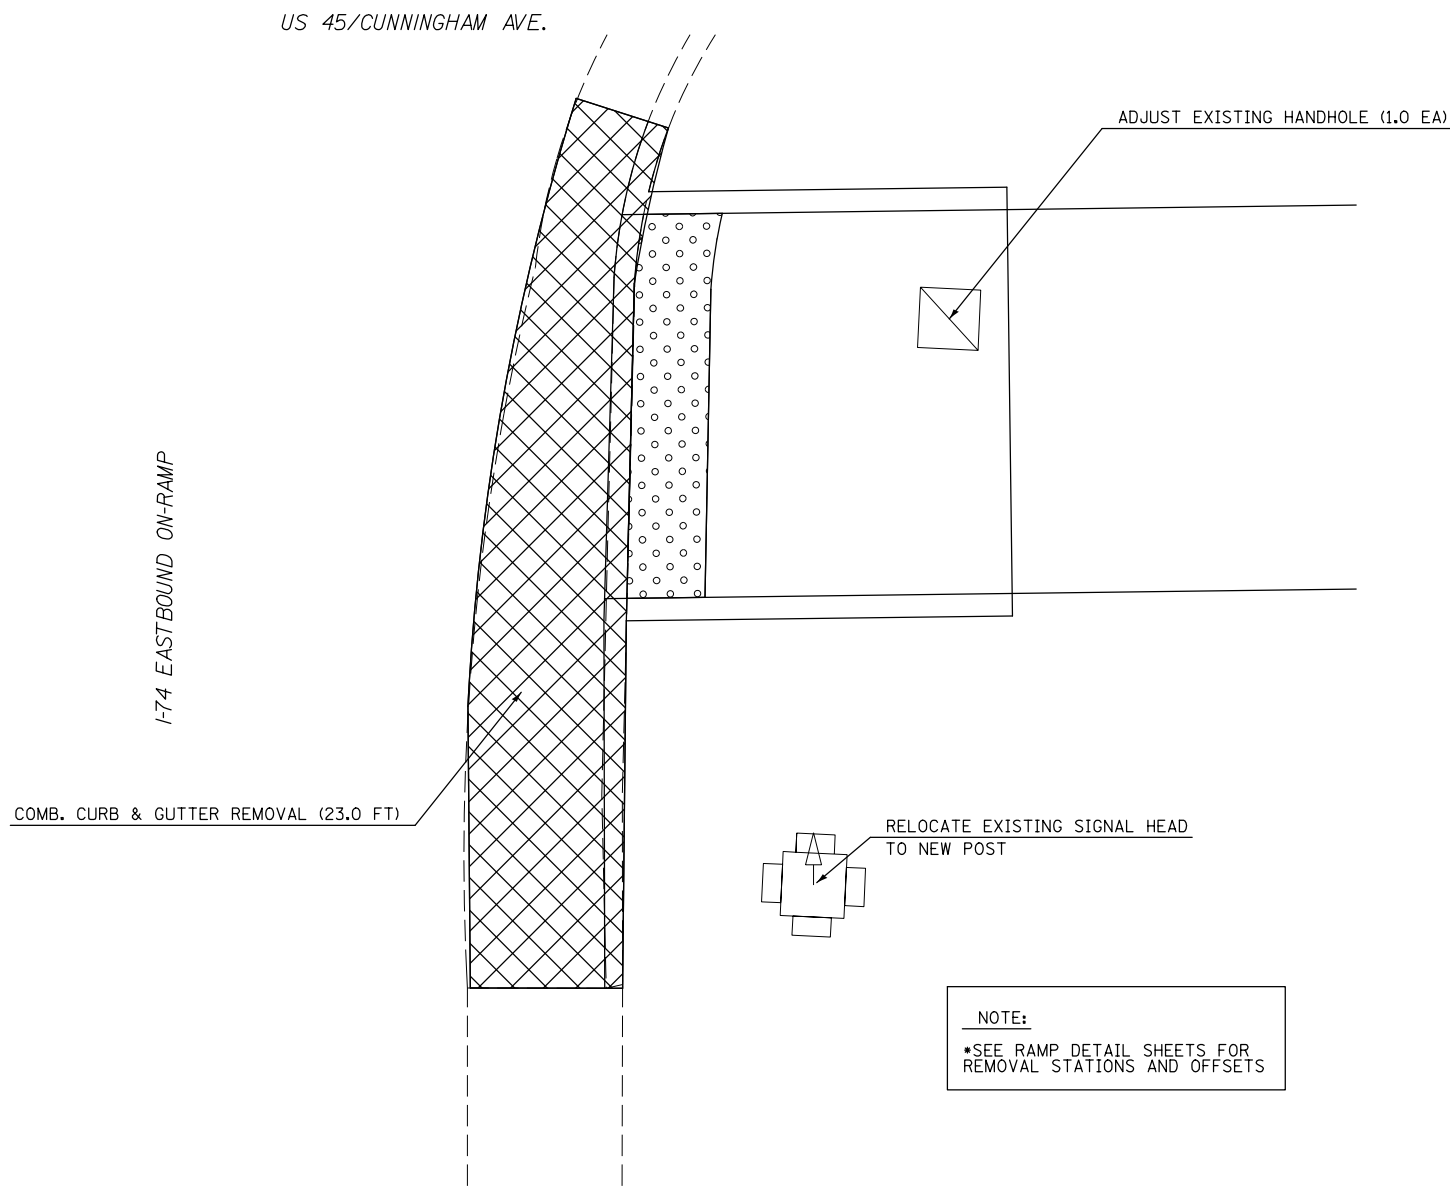 US 45/CUNNINGHAM AVE.
ADJUST EXISTING HANDHOLE (1.0 EA)
I-74 EASTBOUND ON-RAMP
COMB. CURB & GUTTER REMOVAL (23.0 FT)
RELOCATE EXISTING SIGNAL HEAD
TO NEW POST
NOTE:
*SEE RAMP DETAIL SHEETS FOR
REMOVAL STATIONS AND OFFSETS